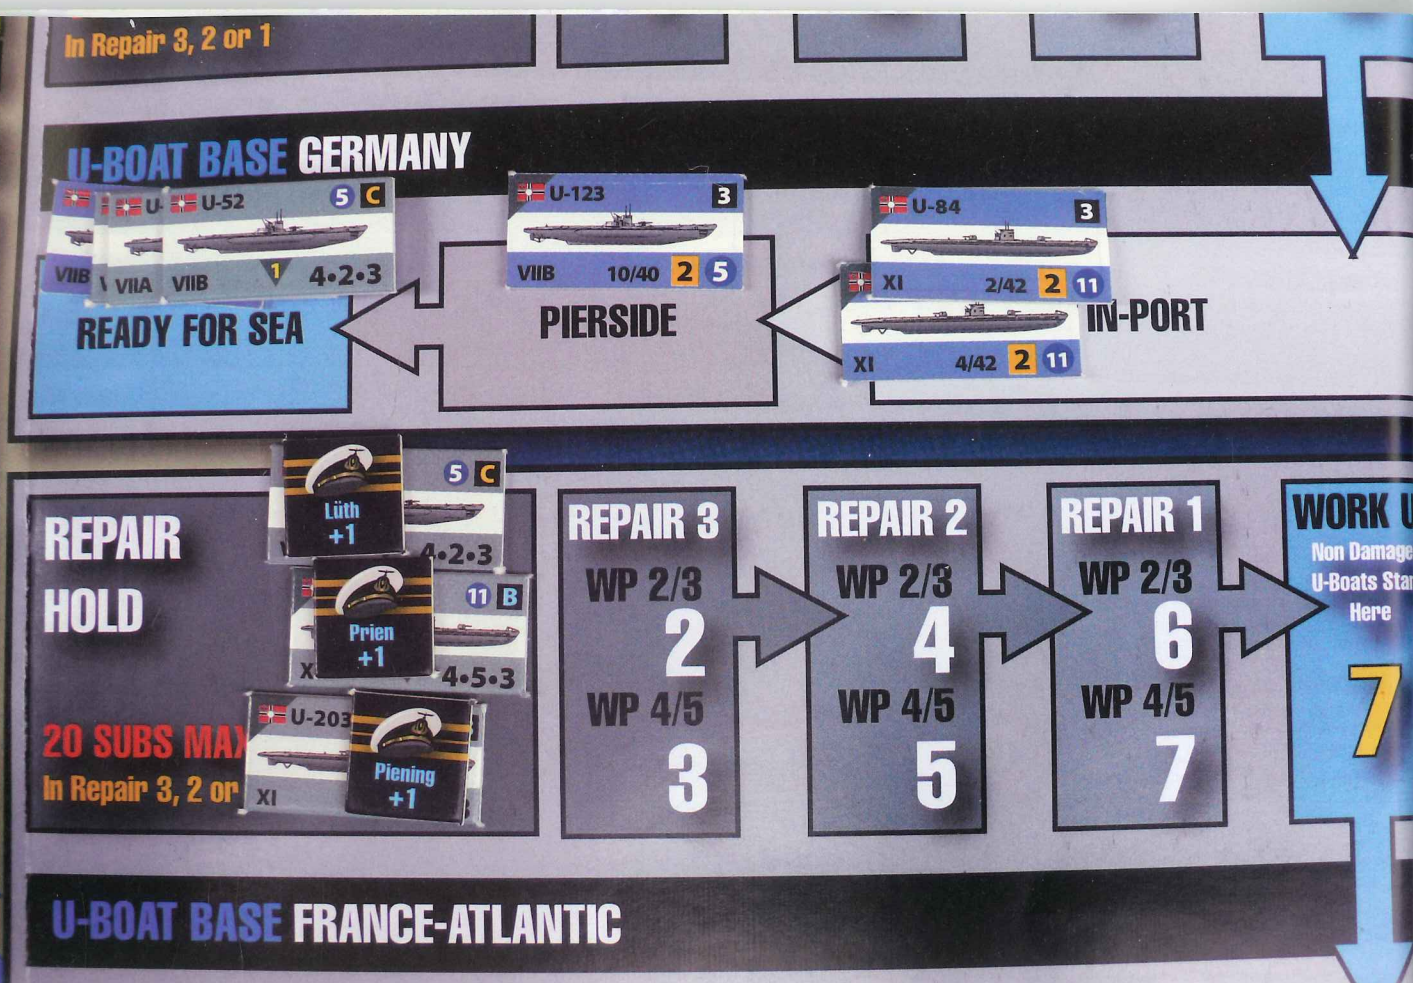 In Repair 3, 2 or 1
U-BOAT BASE GERMANY
U-
U-52
5 C
VIIB
VIIA
VIIB
1
4•2•3
U-123
3
VIIB
10/40
2
5
U-84
3
XI
2/42
2
11
XI
4/42
2
11
READY FOR SEA
PIERSIDE
IN-PORT
REPAIR
HOLD
20 SUBS MAX
In Repair 3, 2 or
5 C
Lüth
+1
4•2•3
11 B
Prien
+1
4•5•3
U-203
XI
Piening
+1
REPAIR 3
WP 2/3
2
WP 4/5
3
REPAIR 2
WP 2/3
4
WP 4/5
5
REPAIR 1
WP 2/3
6
WP 4/5
7
WORK U
Non Damage
U-Boats Star
Here
7
U-BOAT BASE FRANCE-ATLANTIC